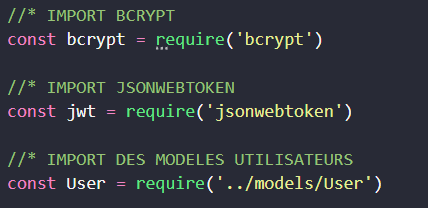 //* IMPORT BCRYPT
const bcrypt = require('bcrypt')
//* IMPORT JSONWEBTOKEN
const jwt = require('jsonwebtoken')
//* IMPORT DES MODELES UTILISATEURS
const User = require('../models/User')